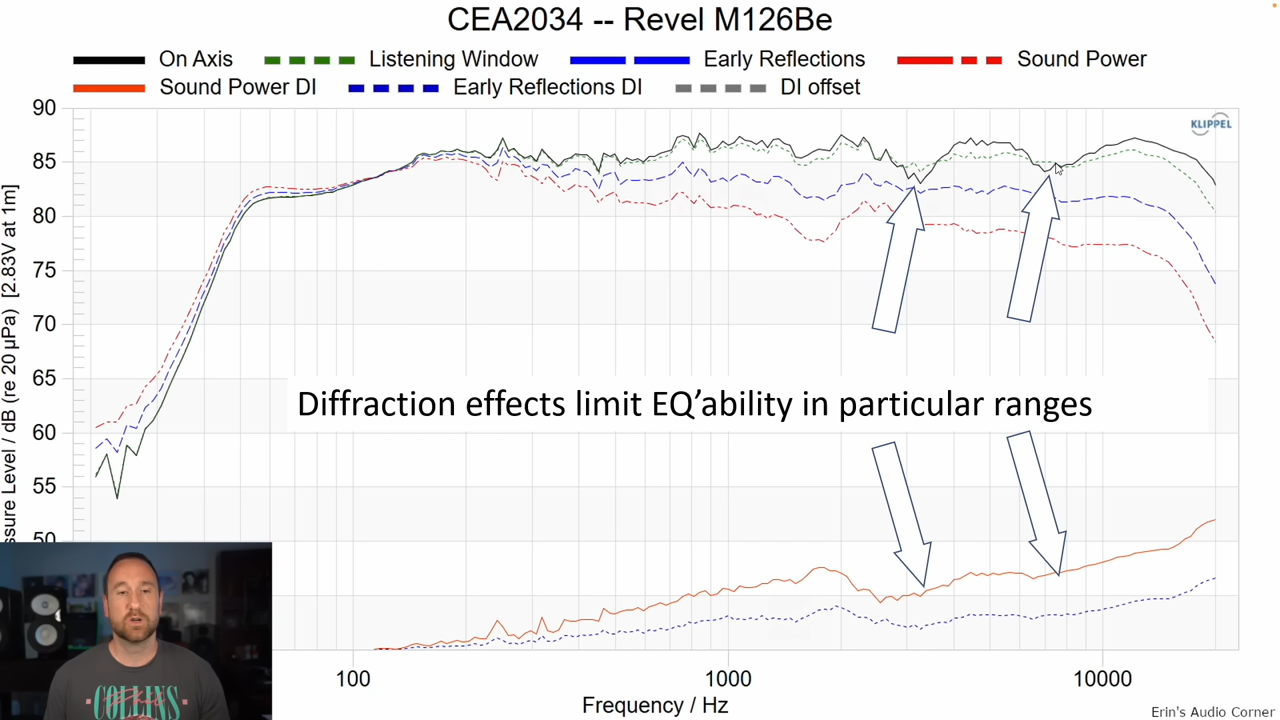 CEA2034 -- Revel M126Be
On Axis
Listening Window
Early Reflections
Sound Power
Sound Power DI
Early Reflections DI
DI offset
KLIPPEL
90
85
80
75
70
65
60
55
50
ssure Level / dB (re 20 µPa) [2.83V at 1m]
Diffraction effects limit EQ’ability in particular ranges
COLLINS
100
1000
10000
Frequency / Hz
Erin's Audio Corner